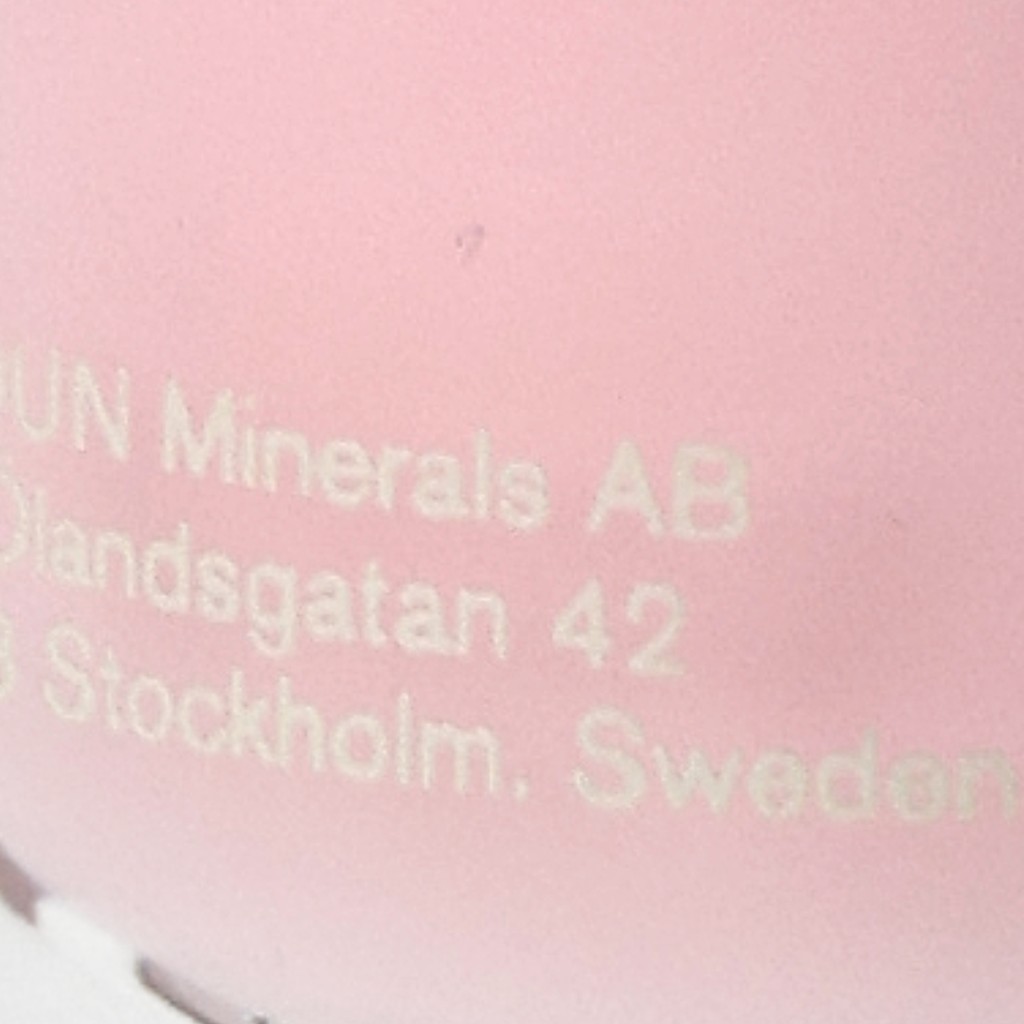 Minerals AB
landsgatan 42
Stockholm, Sweden